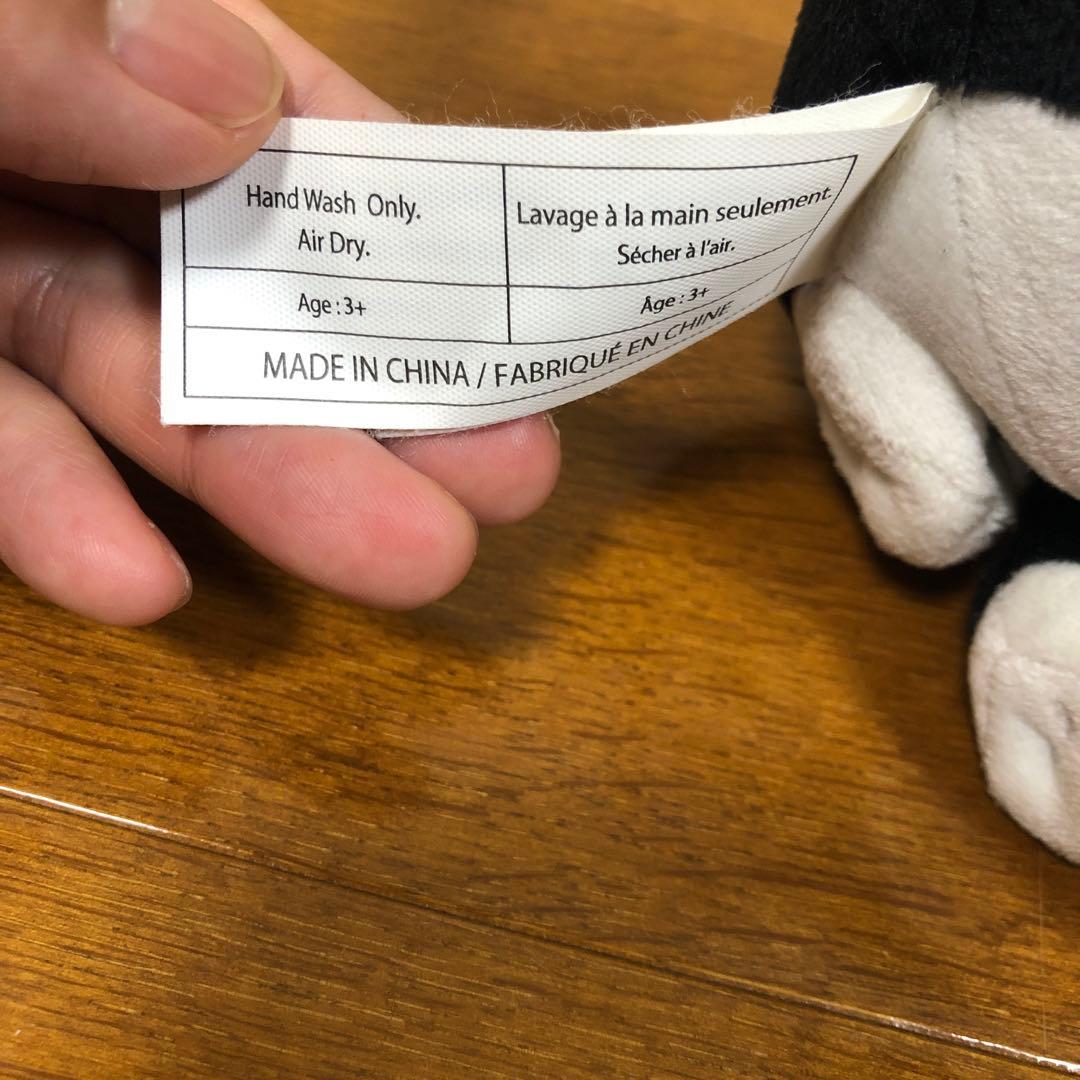 Hand Wash Only.
Air Dry.
Lavage à la main seulement.
Sécher à l'air.
Age : 3+
Âge : 3+
MADE IN CHINA / FABRIQUÉ EN CHINE